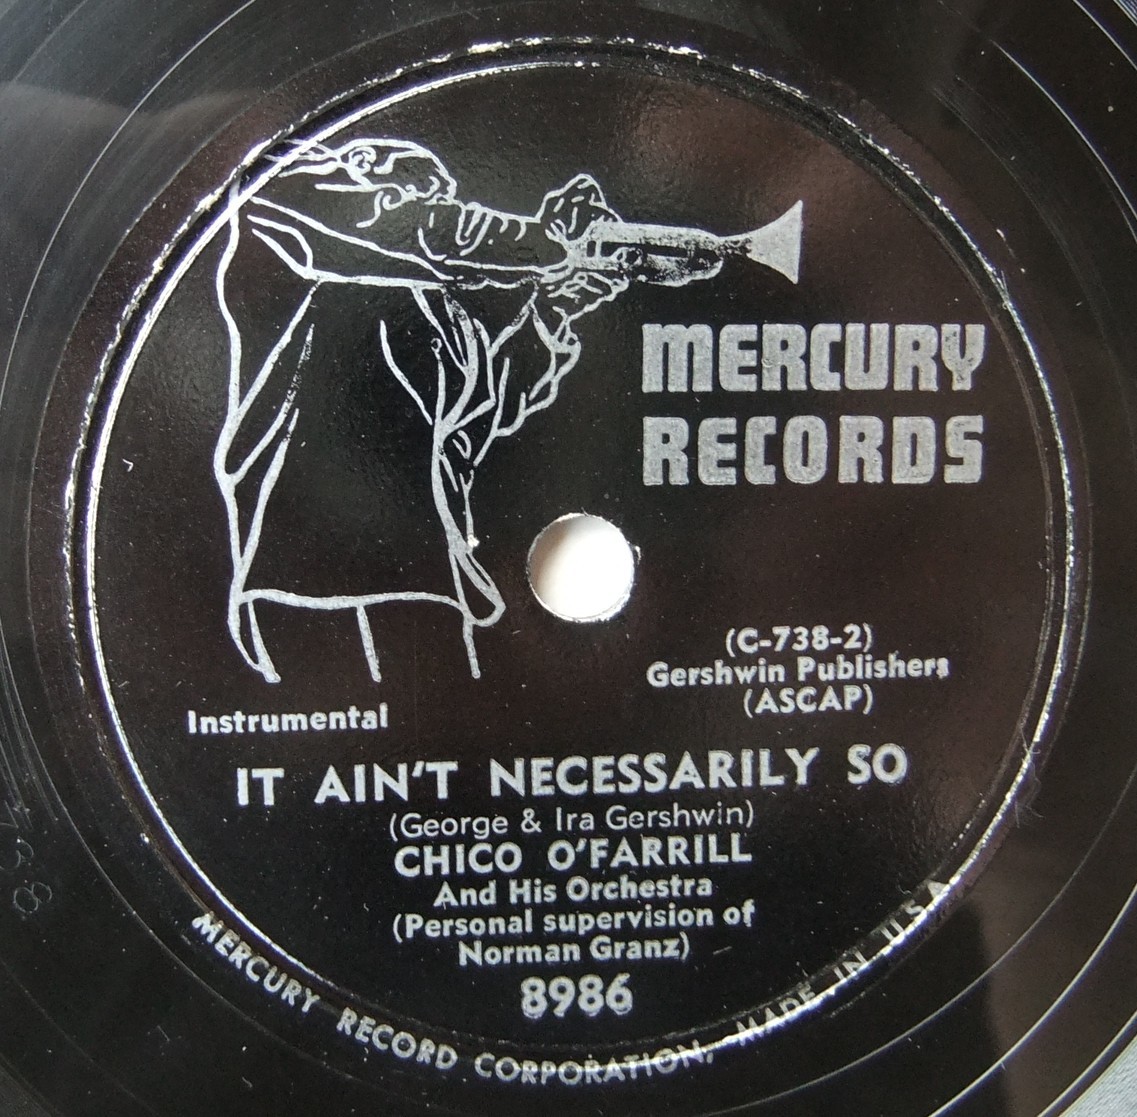 MERCURY
RECORDS
(C-738-2)
Gershwin Publishers
(ASCAP)
Instrumental
IT AIN'T NECESSARILY SO
(George & Ira Gershwin)
CHICO O'FARRILL
And His Orchestra
(Personal supervision of
Norman Granz)
8986
MERCURY RECORD CORPORATION, MADE IN U.S.A.